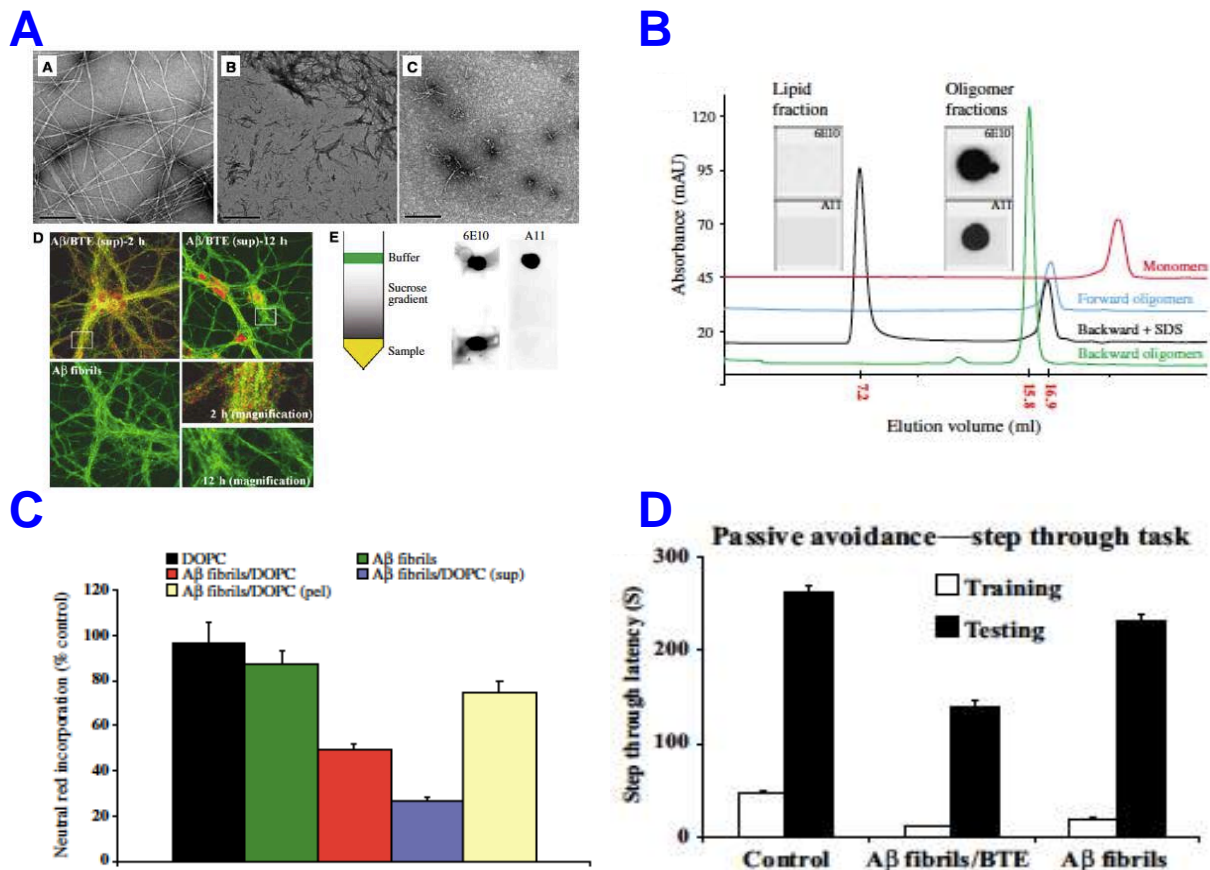 A
A
B
C
D
Aβ/BTE (sup)-2 h
Aβ/BTE (sup)-12 h
Aβ fibrils
2 h (magnification)
12 h (magnification)
E
Buffer
Sucrose
gradient
Sample
6E10
A11
B
Lipid
fraction
Oligomer
fractions
6E10
A11
6E10
A11
120
95
70
45
20
Absorbance (mAU)
Monomers
Forward oligomers
Backward + SDS
Backward oligomers
7.2
15.8
16.9
Elution volume (ml)
C
DOPC
Aβ fibrils
Aβ fibrils/DOPC
Aβ fibrils/DOPC (sup)
Aβ fibrils/DOPC (pel)
Neutral red incorporation (% control)
120
100
80
60
40
20
0
D
Passive avoidance—step through task
Training
Testing
Step through latency (S)
300
200
100
0
Control
Aβ fibrils/BTE
Aβ fibrils